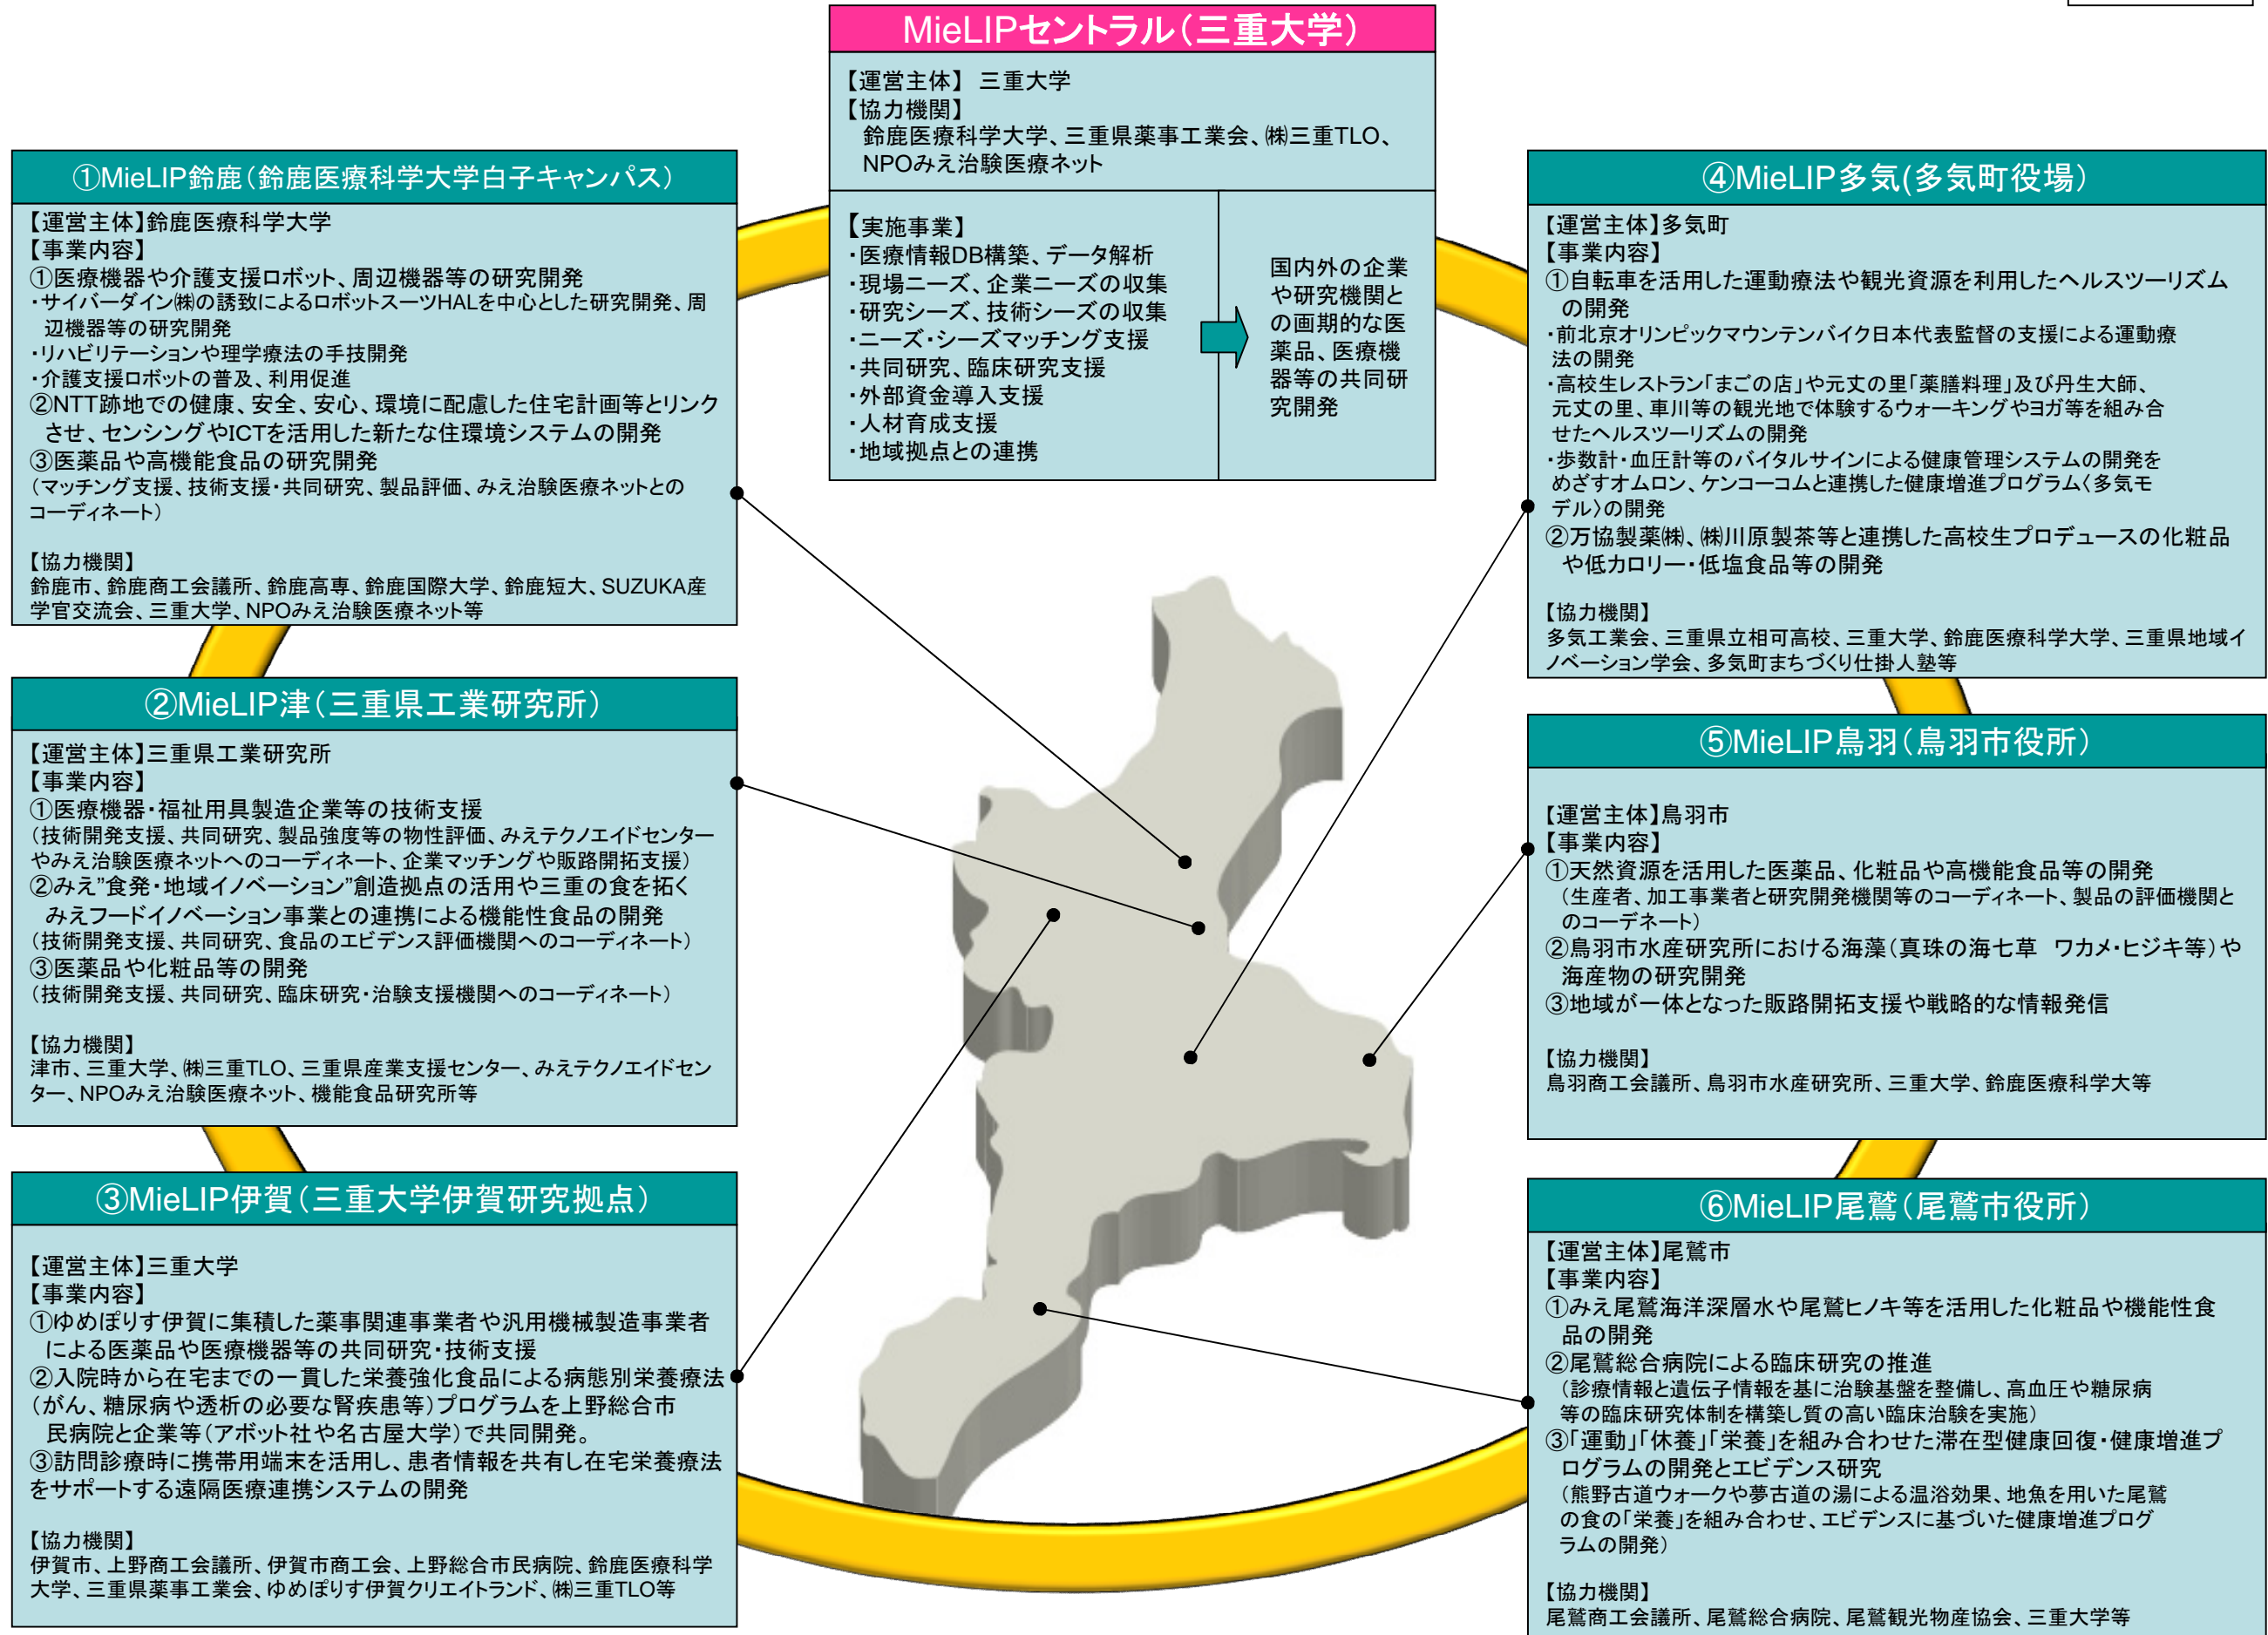 MieLIPセントラル（三重大学）
【運営主体】 三重大学
【協力機関】
鈴鹿医療科学大学、三重県薬事工業会、㈱三重TLO、
NPOみえ治験医療ネット
【実施事業】
・医療情報DB構築、データ解析
・現場ニーズ、企業ニーズの収集
・研究シーズ、技術シーズの収集
・ニーズ・シーズマッチング支援
・共同研究、臨床研究支援
・外部資金導入支援
・人材育成支援
・地域拠点との連携
国内外の企業
や研究機関と
の画期的な医
薬品、医療機
器等の共同研
究開発
①MieLIP鈴鹿（鈴鹿医療科学大学白子キャンパス）
【運営主体】鈴鹿医療科学大学
【事業内容】
①医療機器や介護支援ロボット、周辺機器等の研究開発
・サイバーダイン㈱の誘致によるロボットスーツHALを中心とした研究開発、周
辺機器等の研究開発
・リハビリテーションや理学療法の手技開発
・介護支援ロボットの普及、利用促進
②NTT跡地での健康、安全、安心、環境に配慮した住宅計画等とリンク
させ、センシングやICTを活用した新たな住環境システムの開発
③医薬品や高機能食品の研究開発
（マッチング支援、技術支援・共同研究、製品評価、みえ治験医療ネットとの
コーディネート）
【協力機関】
鈴鹿市、鈴鹿商工会議所、鈴鹿高専、鈴鹿国際大学、鈴鹿短大、SUZUKA産
学官交流会、三重大学、NPOみえ治験医療ネット等
②MieLIP津（三重県工業研究所）
【運営主体】三重県工業研究所
【事業内容】
①医療機器・福祉用具製造企業等の技術支援
（技術開発支援、共同研究、製品強度等の物性評価、みえテクノエイドセンター
やみえ治験医療ネットへのコーディネート、企業マッチングや販路開拓支援）
②みえ”食発・地域イノベーション”創造拠点の活用や三重の食を拓く
みえフードイノベーション事業との連携による機能性食品の開発
（技術開発支援、共同研究、食品のエビデンス評価機関へのコーディネート）
③医薬品や化粧品等の開発
（技術開発支援、共同研究、臨床研究・治験支援機関へのコーディネート）
【協力機関】
津市、三重大学、㈱三重TLO、三重県産業支援センター、みえテクノエイドセン
ター、NPOみえ治験医療ネット、機能食品研究所等
③MieLIP伊賀（三重大学伊賀研究拠点）
【運営主体】三重大学
【事業内容】
①ゆめぽりす伊賀に集積した薬事関連事業者や汎用機械製造事業者
による医薬品や医療機器等の共同研究・技術支援
②入院時から在宅までの一貫した栄養強化食品による病態別栄養療法
（がん、糖尿病や透析の必要な腎疾患等）プログラムを上野総合市
民病院と企業等（アボット社や名古屋大学）で共同開発。
③訪問診療時に携帯用端末を活用し、患者情報を共有し在宅栄養療法
をサポートする遠隔医療連携システムの開発
【協力機関】
伊賀市、上野商工会議所、伊賀市商工会、上野総合市民病院、鈴鹿医療科学
大学、三重県薬事工業会、ゆめぽりす伊賀クリエイトランド、㈱三重TLO等
④MieLIP多気(多気町役場）
【運営主体】多気町
【事業内容】
①自転車を活用した運動療法や観光資源を利用したヘルスツーリズム
の開発
・前北京オリンピックマウンテンバイク日本代表監督の支援による運動療
法の開発
・高校生レストラン「まごの店」や元丈の里「薬膳料理」及び丹生大師、
元丈の里、車川等の観光地で体験するウォーキングやヨガ等を組み合
せたヘルスツーリズムの開発
・歩数計・血圧計等のバイタルサインによる健康管理システムの開発を
めざすオムロン、ケンコーコムと連携した健康増進プログラム〈多気モ
デル〉の開発
②万協製薬㈱、㈱川原製茶等と連携した高校生プロデュースの化粧品
や低カロリー・低塩食品等の開発
【協力機関】
多気工業会、三重県立相可高校、三重大学、鈴鹿医療科学大学、三重県地域イ
ノベーション学会、多気町まちづくり仕掛人塾等
⑤MieLIP鳥羽（鳥羽市役所）
【運営主体】鳥羽市
【事業内容】
①天然資源を活用した医薬品、化粧品や高機能食品等の開発
（生産者、加工事業者と研究開発機関等のコーディネート、製品の評価機関と
のコーデネート）
②鳥羽市水産研究所における海藻（真珠の海七草　ワカメ・ヒジキ等）や
海産物の研究開発
③地域が一体となった販路開拓支援や戦略的な情報発信
【協力機関】
鳥羽商工会議所、鳥羽市水産研究所、三重大学、鈴鹿医療科学大等
⑥MieLIP尾鷲（尾鷲市役所）
【運営主体】尾鷲市
【事業内容】
①みえ尾鷲海洋深層水や尾鷲ヒノキ等を活用した化粧品や機能性食
品の開発
②尾鷲総合病院による臨床研究の推進
（診療情報と遺伝子情報を基に治験基盤を整備し、高血圧や糖尿病
等の臨床研究体制を構築し質の高い臨床治験を実施）
③「運動」「休養」「栄養」を組み合わせた滞在型健康回復・健康増進プ
ログラムの開発とエビデンス研究
（熊野古道ウォークや夢古道の湯による温浴効果、地魚を用いた尾鷲
の食の「栄養」を組み合わせ、エビデンスに基づいた健康増進プログ
ラムの開発）
【協力機関】
尾鷲商工会議所、尾鷲総合病院、尾鷲観光物産協会、三重大学等